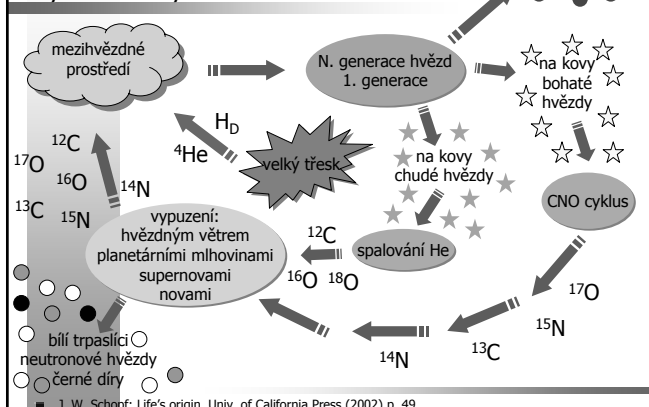 mezihvězdné
prostředí
N. generace hvězd
1. generace
na kovy
bohaté
hvězdy
H_D
⁴He
velký třesk
na kovy
chudé hvězdy
¹²C
¹⁷O
¹⁶O
¹⁴N
¹³C
¹⁵N
vypuzení:
hvězdným větrem
planetárními mlhovinami
supernovami
novami
¹²C
¹⁶O ¹⁸O
spalování He
CNO cyklus
¹⁷O
¹⁵N
¹³C
¹⁴N
bílí trpaslíci
neutronové hvězdy
černé díry
J. W. Schopf: Life's origin, Univ. of California Press (2002) p. 49